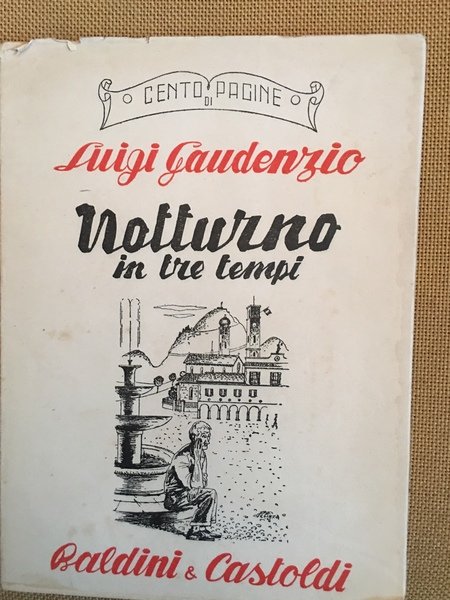 CENTO DI PAGINE
Luigi Gaudenzio
Notturno
in tre tempi
Baldini & Castoldi